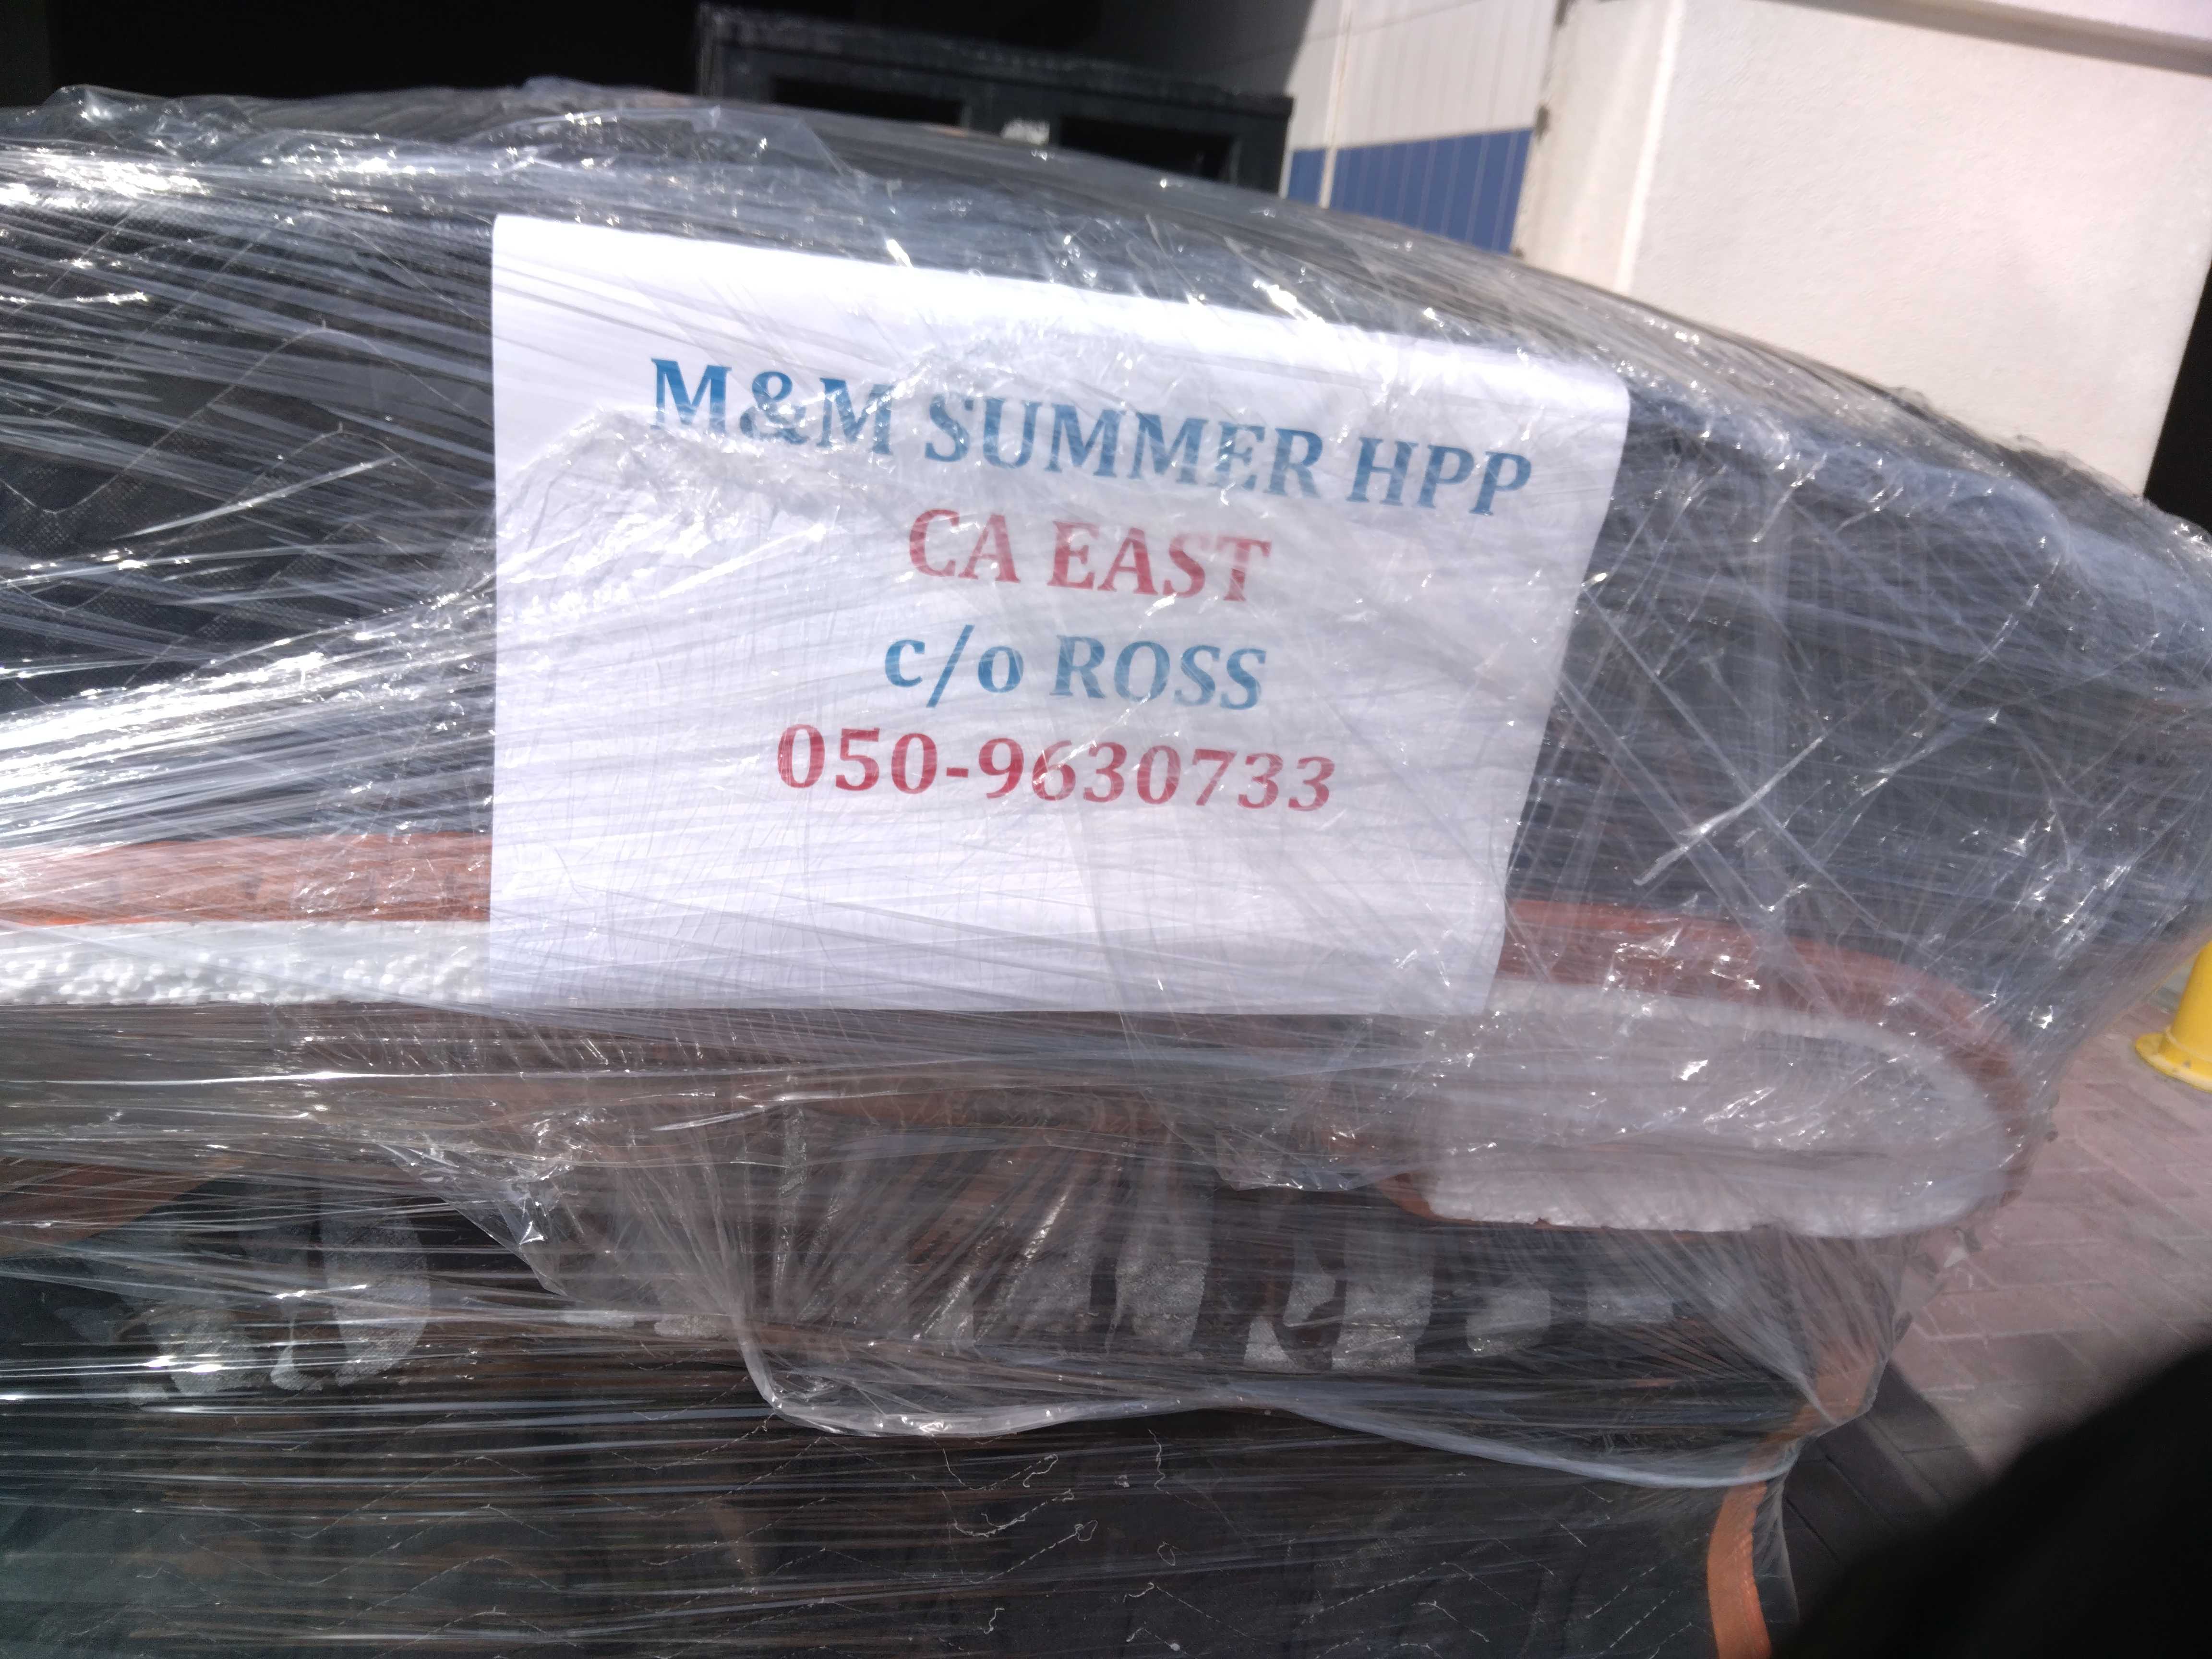 M&M SUMMER HPP
CA EAST
c/o ROSS
050-9630733